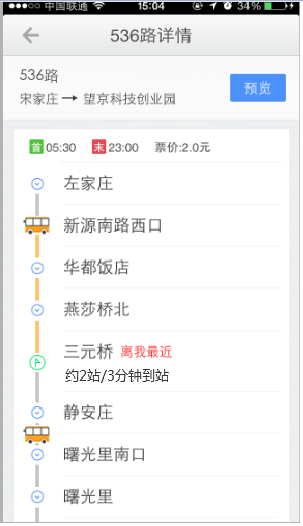 中国联通 15:04 34%
536路详情
536路
宋家庄 → 望京科技创业园
预览
首 05:30 末 23:00 票价:2.0元
左家庄
新源南路西口
华都饭店
燕莎桥北
三元桥 离我最近
约2站/3分钟到站
静安庄
曙光里南口
曙光里